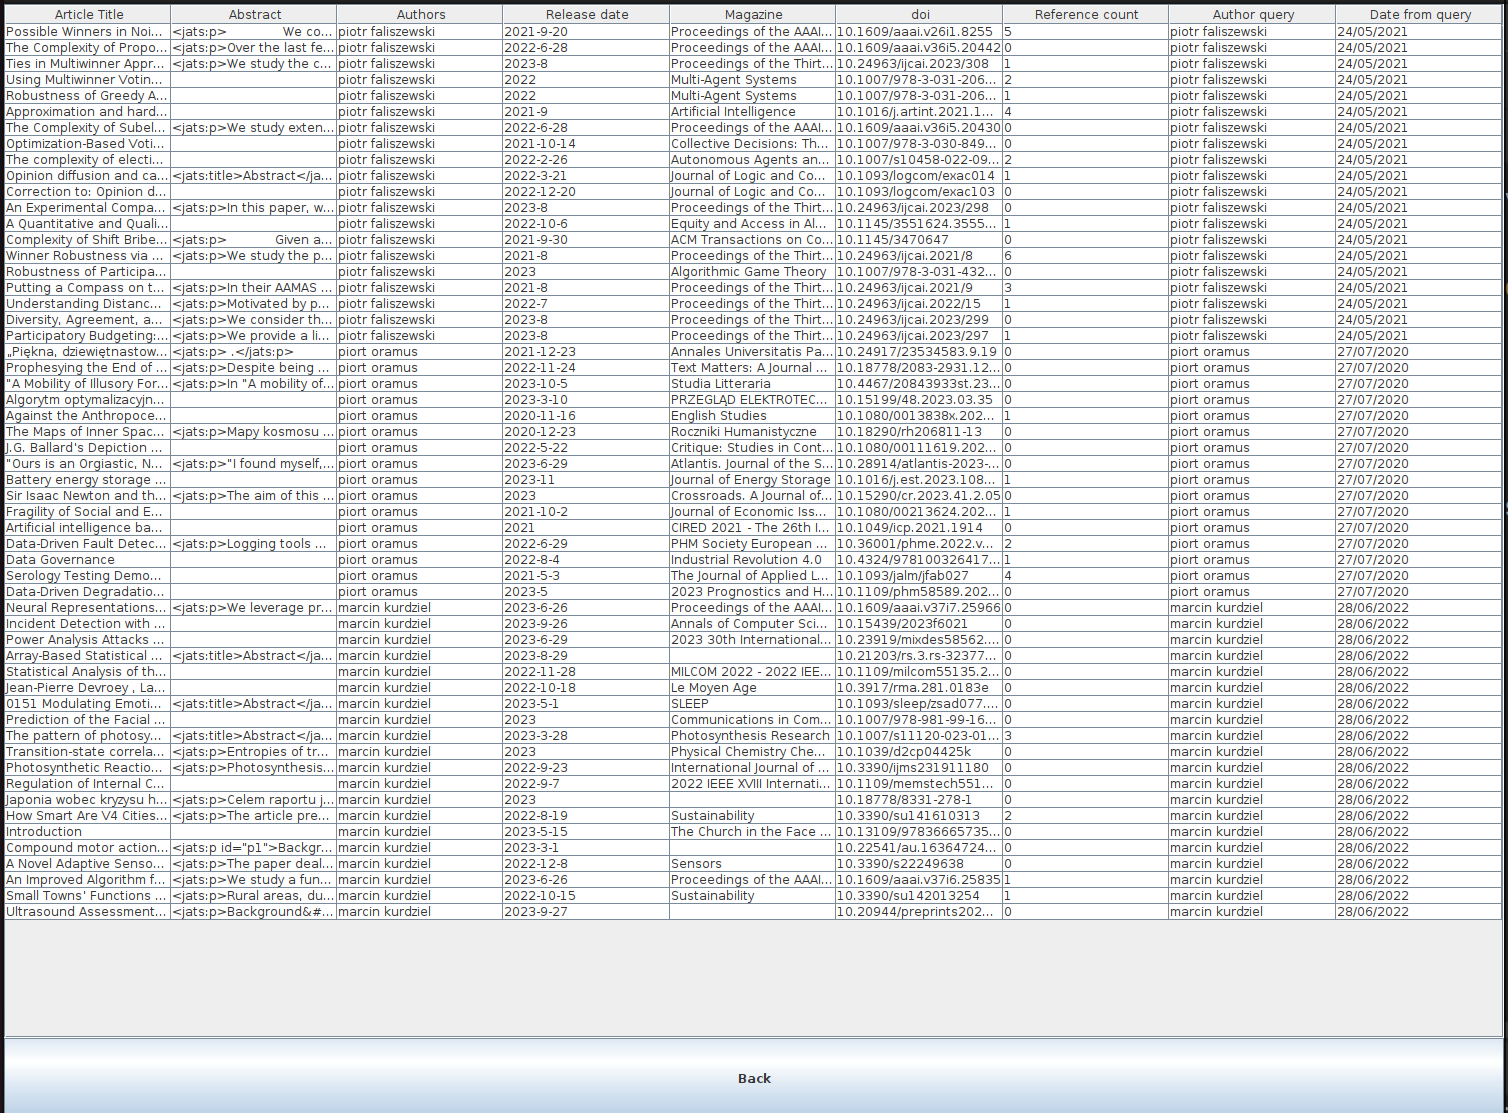 Article Title Abstract Authors Release date Magazine doi Reference count Author query Date from query
Possible Winners in Noi... <jats:p> We co... piotr faliszewski 2021-9-20 Proceedings of the AAAI... 10.1609/aaai.v26i1.8255 5 piotr faliszewski 24/05/2021
The Complexity of Propo... <jats:p>Over the last fe... piotr faliszewski 2022-6-28 Proceedings of the AAAI... 10.1609/aaai.v36i5.20442 0 piotr faliszewski 24/05/2021
Ties in Multiwinner Appr... <jats:p>We study the c... piotr faliszewski 2023-8 Proceedings of the Thirt... 10.24963/ijcai.2023/308 1 piotr faliszewski 24/05/2021
Using Multiwinner Votin... piotr faliszewski 2022 Multi-Agent Systems 10.1007/978-3-031-206... 2 piotr faliszewski 24/05/2021
Robustness of Greedy A... piotr faliszewski 2022 Multi-Agent Systems 10.1007/978-3-031-206... 1 piotr faliszewski 24/05/2021
Approximation and hard... piotr faliszewski 2021-9 Artificial Intelligence 10.1016/j.artint.2021.1... 4 piotr faliszewski 24/05/2021
The Complexity of Subel... <jats:p>We study exten... piotr faliszewski 2022-6-28 Proceedings of the AAAI... 10.1609/aaai.v36i5.20430 0 piotr faliszewski 24/05/2021
Optimization-Based Voti... piotr faliszewski 2021-10-14 Collective Decisions: Th... 10.1007/978-3-030-849... 0 piotr faliszewski 24/05/2021
The complexity of electi... piotr faliszewski 2022-2-26 Autonomous Agents an... 10.1007/s10458-022-09... 2 piotr faliszewski 24/05/2021
Opinion diffusion and ca... <jats:title>Abstract</ja... piotr faliszewski 2022-3-21 Journal of Logic and Co... 10.1093/logcom/exac014 1 piotr faliszewski 24/05/2021
Correction to: Opinion d... piotr faliszewski 2022-12-20 Journal of Logic and Co... 10.1093/logcom/exac103 0 piotr faliszewski 24/05/2021
An Experimental Compa... <jats:p>In this paper, w... piotr faliszewski 2023-8 Proceedings of the Thirt... 10.24963/ijcai.2023/298 0 piotr faliszewski 24/05/2021
A Quantitative and Quali... piotr faliszewski 2022-10-6 Equity and Access in Al... 10.1145/3551624.3555... 1 piotr faliszewski 24/05/2021
Complexity of Shift Bribe... <jats:p> Given a... piotr faliszewski 2021-9-30 ACM Transactions on Co... 10.1145/3470647 0 piotr faliszewski 24/05/2021
Winner Robustness via ... <jats:p>We study the p... piotr faliszewski 2021-8 Proceedings of the Thirt... 10.24963/ijcai.2021/8 6 piotr faliszewski 24/05/2021
Robustness of Participa... piotr faliszewski 2023 Algorithmic Game Theory 10.1007/978-3-031-432... 0 piotr faliszewski 24/05/2021
Putting a Compass on t... <jats:p>In their AAMAS ... piotr faliszewski 2021-8 Proceedings of the Thirt... 10.24963/ijcai.2021/9 3 piotr faliszewski 24/05/2021
Understanding Distanc... <jats:p>Motivated by p... piotr faliszewski 2022-7 Proceedings of the Thirt... 10.24963/ijcai.2022/15 1 piotr faliszewski 24/05/2021
Diversity, Agreement, a... <jats:p>We consider th... piotr faliszewski 2023-8 Proceedings of the Thirt... 10.24963/ijcai.2023/299 0 piotr faliszewski 24/05/2021
Participatory Budgeting:... <jats:p>We provide a li... piotr faliszewski 2023-8 Proceedings of the Thirt... 10.24963/ijcai.2023/297 1 piotr faliszewski 24/05/2021
„Piękna, dziewiętnastow... <jats:p> .</jats:p> piort oramus 2021-12-23 Annales Universitatis Pa... 10.24917/23534583.9.19 0 piort oramus 27/07/2020
Prophesying the End of ... <jats:p>Despite being ... piort oramus 2022-11-24 Text Matters: A Journal ... 10.18778/2083-2931.12... 0 piort oramus 27/07/2020
"A Mobility of Illusory For... <jats:p>In "A mobility of... piort oramus 2023-10-5 Studia Litteraria 10.4467/20843933st.23... 0 piort oramus 27/07/2020
Algorytm optymalizacyjn... piort oramus 2023-3-10 PRZEGLĄD ELEKTROTEC... 10.15199/48.2023.03.35 0 piort oramus 27/07/2020
Against the Anthropoce... piort oramus 2020-11-16 English Studies 10.1080/0013838x.202... 1 piort oramus 27/07/2020
The Maps of Inner Spac... <jats:p>Mapy kosmosu ... piort oramus 2020-12-23 Roczniki Humanistyczne 10.18290/rh206811-13 0 piort oramus 27/07/2020
J.G. Ballard's Depiction ... piort oramus 2022-5-22 Critique: Studies in Cont... 10.1080/00111619.202... 0 piort oramus 27/07/2020
"Ours is an Orgiastic, N... <jats:p>"I found myself,... piort oramus 2023-6-29 Atlantis. Journal of the S... 10.28914/atlantis-2023-... 0 piort oramus 27/07/2020
Battery energy storage ... piort oramus 2023-11 Journal of Energy Storage 10.1016/j.est.2023.108... 1 piort oramus 27/07/2020
Sir Isaac Newton and th... <jats:p>The aim of this ... piort oramus 2023 Crossroads. A Journal of... 10.15290/cr.2023.41.2.05 0 piort oramus 27/07/2020
Fragility of Social and E... piort oramus 2021-10-2 Journal of Economic Iss... 10.1080/00213624.202... 1 piort oramus 27/07/2020
Artificial intelligence ba... piort oramus 2021 CIRED 2021 - The 26th I... 10.1049/icp.2021.1914 0 piort oramus 27/07/2020
Data-Driven Fault Detec... <jats:p>Logging tools ... piort oramus 2022-6-29 PHM Society European ... 10.36001/phme.2022.v... 2 piort oramus 27/07/2020
Data Governance piort oramus 2022-8-4 Industrial Revolution 4.0 10.4324/978100326417... 1 piort oramus 27/07/2020
Serology Testing Demo... piort oramus 2021-5-3 The Journal of Applied L... 10.1093/jalm/jfab027 4 piort oramus 27/07/2020
Data-Driven Degradatio... piort oramus 2023-5 2023 Prognostics and H... 10.1109/phm58589.202... 0 piort oramus 27/07/2020
Neural Representations... <jats:p>We leverage pr... marcin kurdziel 2023-6-26 Proceedings of the AAAI... 10.1609/aaai.v37i7.25966 0 marcin kurdziel 28/06/2022
Incident Detection with ... marcin kurdziel 2023-9-26 Annals of Computer Sci... 10.15439/2023f6021 0 marcin kurdziel 28/06/2022
Power Analysis Attacks ... marcin kurdziel 2023-6-29 2023 30th International... 10.23919/mixdes58562.... 0 marcin kurdziel 28/06/2022
Array-Based Statistical ... <jats:title>Abstract</ja... marcin kurdziel 2023-8-29 10.21203/rs.3.rs-32377... 0 marcin kurdziel 28/06/2022
Statistical Analysis of th... marcin kurdziel 2022-11-28 MILCOM 2022 - 2022 IEE... 10.1109/milcom55135.2... 0 marcin kurdziel 28/06/2022
Jean-Pierre Devroey , La... marcin kurdziel 2022-10-18 Le Moyen Age 10.3917/rma.281.0183e 0 marcin kurdziel 28/06/2022
0151 Modulating Emoti... <jats:title>Abstract</ja... marcin kurdziel 2023-5-1 SLEEP 10.1093/sleep/zsad077.... 0 marcin kurdziel 28/06/2022
Prediction of the Facial ... marcin kurdziel 2023 Communications in Com... 10.1007/978-981-99-16... 0 marcin kurdziel 28/06/2022
The pattern of photosy... <jats:title>Abstract</ja... marcin kurdziel 2023-3-28 Photosynthesis Research 10.1007/s11120-023-01... 3 marcin kurdziel 28/06/2022
Transition-state correla... <jats:p>Entropies of tr... marcin kurdziel 2023 Physical Chemistry Che... 10.1039/d2cp04425k 0 marcin kurdziel 28/06/2022
Photosynthetic Reactio... <jats:p>Photosynthesis... marcin kurdziel 2022-9-23 International Journal of ... 10.3390/ijms231911180 0 marcin kurdziel 28/06/2022
Regulation of Internal C... marcin kurdziel 2022-9-7 2022 IEEE XVIII Internati... 10.1109/memstech551... 0 marcin kurdziel 28/06/2022
Japonia wobec kryzysu h... <jats:p>Celem raportu j... marcin kurdziel 2023 10.18778/8331-278-1 0 marcin kurdziel 28/06/2022
How Smart Are V4 Cities... <jats:p>The article pre... marcin kurdziel 2022-8-19 Sustainability 10.3390/su141610313 2 marcin kurdziel 28/06/2022
Introduction marcin kurdziel 2023-5-15 The Church in the Face ... 10.13109/97836665735... 0 marcin kurdziel 28/06/2022
Compound motor action... <jats:p id="p1">Backgr... marcin kurdziel 2023-3-1 10.22541/au.16364724... 0 marcin kurdziel 28/06/2022
A Novel Adaptive Senso... <jats:p>The paper deal... marcin kurdziel 2022-12-8 Sensors 10.3390/s22249638 0 marcin kurdziel 28/06/2022
An Improved Algorithm f... <jats:p>We study a fun... marcin kurdziel 2023-6-26 Proceedings of the AAAI... 10.1609/aaai.v37i6.25835 1 marcin kurdziel 28/06/2022
Small Towns' Functions ... <jats:p>Rural areas, du... marcin kurdziel 2022-10-15 Sustainability 10.3390/su142013254 1 marcin kurdziel 28/06/2022
Ultrasound Assessment... <jats:p>Background&#... marcin kurdziel 2023-9-27 10.20944/preprints202... 0 marcin kurdziel 28/06/2022
Back